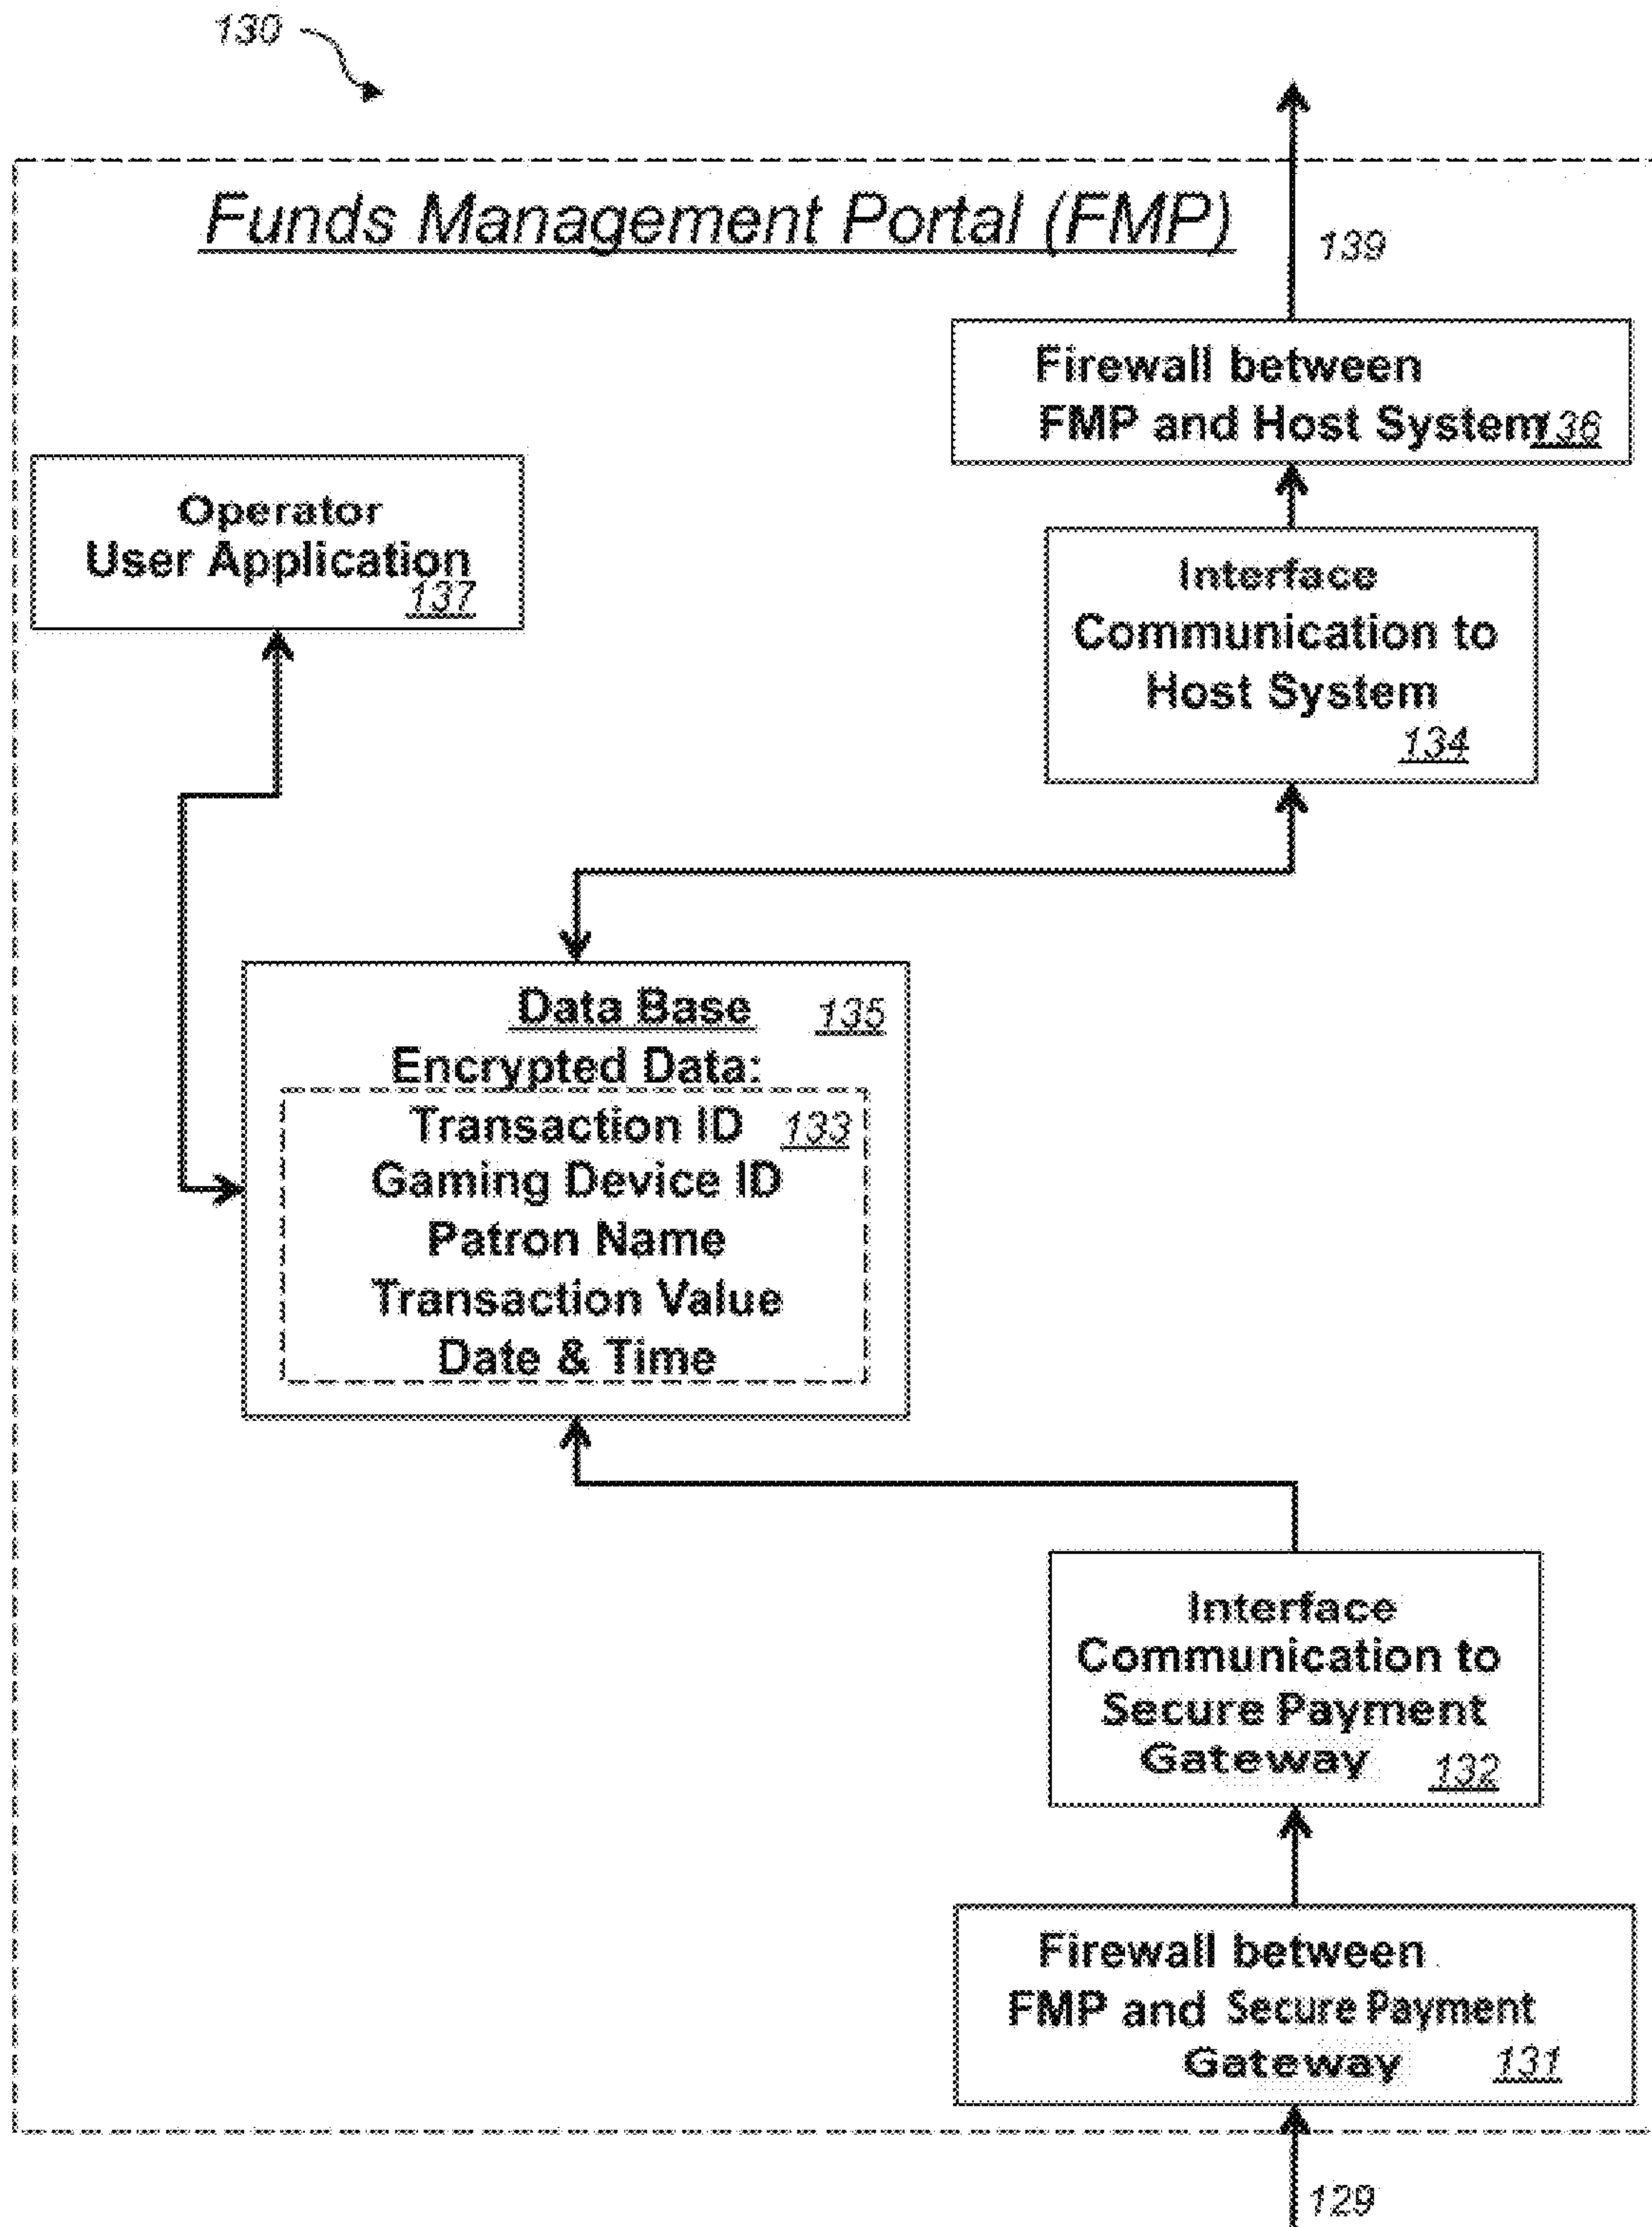 130
Funds Management Portal (FMP)
139
Firewall between
FMP and Host System 136
Operator
User Application
137
Interface
Communication to
Host System
134
Data Base 135
Encrypted Data:
Transaction ID 133
Gaming Device ID
Patron Name
Transaction Value
Date & Time
Interface
Communication to
Secure Payment
Gateway 132
Firewall between
FMP and Secure Payment
Gateway 131
129